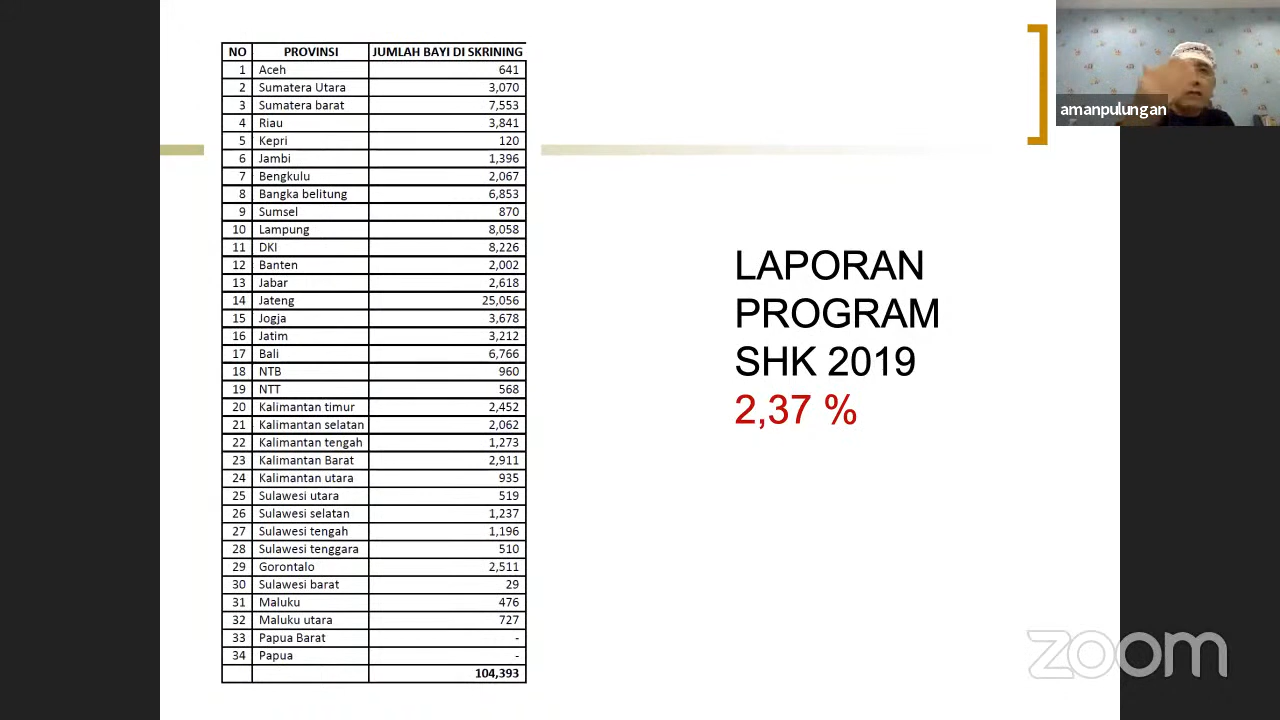 NO PROVINSI JUMLAH BAYI DI SKRINING
1 Aceh 641
2 Sumatera Utara 3,070
3 Sumatera barat 7,553
4 Riau 3,841
5 Kepri 120
6 Jambi 1,396
7 Bengkulu 2,067
8 Bangka belitung 6,853
9 Sumsel 870
10 Lampung 8,058
11 DKI 8,226
12 Banten 2,002
13 Jabar 2,618
14 Jateng 25,056
15 Jogja 3,678
16 Jatim 3,212
17 Bali 6,766
18 NTB 960
19 NTT 568
20 Kalimantan timur 2,452
21 Kalimantan selatan 2,062
22 Kalimantan tengah 1,273
23 Kalimantan Barat 2,911
24 Kalimantan utara 935
25 Sulawesi utara 519
26 Sulawesi selatan 1,237
27 Sulawesi tengah 1,196
28 Sulawesi tenggara 510
29 Gorontalo 2,511
30 Sulawesi barat 29
31 Maluku 476
32 Maluku utara 727
33 Papua Barat -
34 Papua -
104,393
LAPORAN
PROGRAM
SHK 2019
2,37 %
amanpulungan
zoom